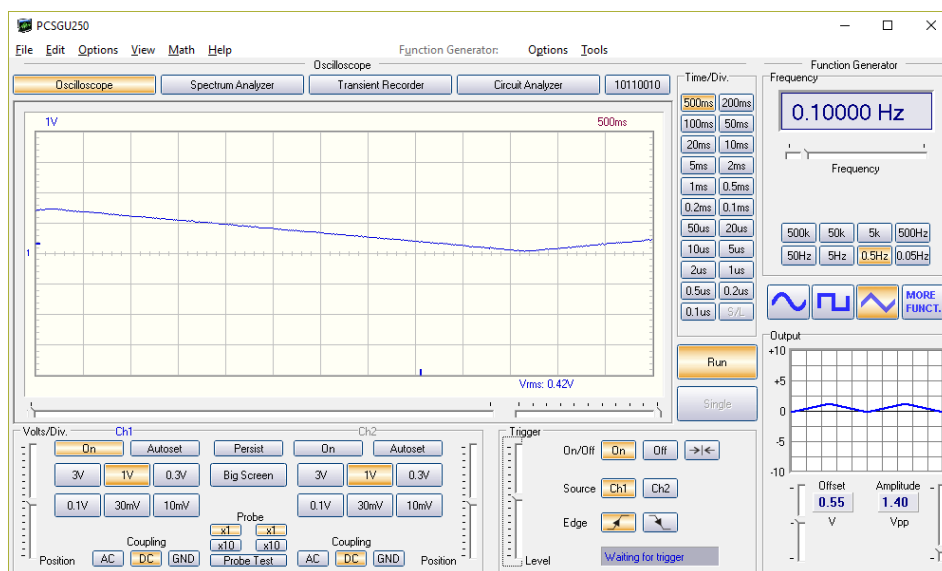 PCSGU250
File Edit Options View Math Help Function Generator: Options Tools
Oscilloscope
Oscilloscope Spectrum Analyzer Transient Recorder Circuit Analyzer 10110010
1V 500ms
1
Vrms: 0.42V
Time/Div.
500ms 200ms
100ms 50ms
20ms 10ms
5ms 2ms
1ms 0.5ms
0.2ms 0.1ms
50us 20us
10us 5us
2us 1us
0.5us 0.2us
0.1us S/L
Run
Single
Function Generator
Frequency
0.10000 Hz
Frequency
500k 50k 5k 500Hz
50Hz 5Hz 0.5Hz 0.05Hz
MORE
FUNCT.
Output
+10
+5
0
-5
-10
Offset Amplitude
0.55 1.40
V Vpp
Volts/Div. Ch1 Ch2
On Autoset Persist On Autoset
3V 1V 0.3V Big Screen 3V 1V 0.3V
0.1V 30mV 10mV 0.1V 30mV 10mV
Probe
x1 x1
Coupling x10 x10 Coupling
Position AC DC GND Probe Test AC DC GND Position
Trigger
On/Off On Off
Source Ch1 Ch2
Edge
Level Waiting for trigger